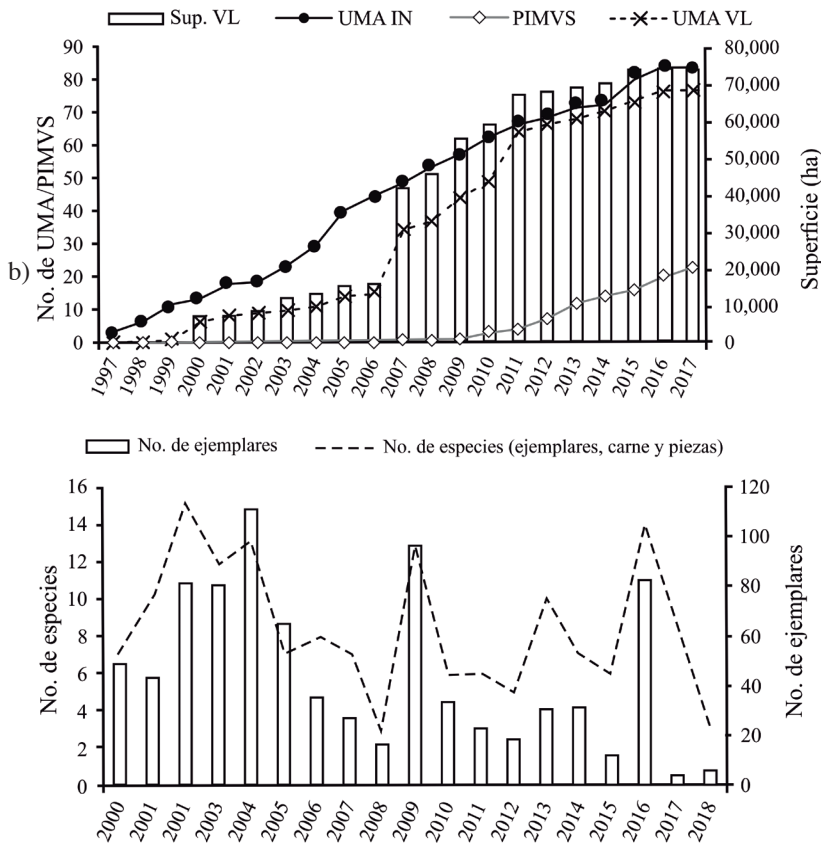 Sup. VL UMA IN PIMVS UMA VL
90 80,000
80 70,000
70 60,000
60 50,000
50 40,000
40 30,000
30 20,000
20 10,000
10 0
0
No. de UMA/PIMVS
Superficie (ha)
b)
1997 1998 1999 2000 2001 2002 2003 2004 2005 2006 2007 2008 2009 2010 2011 2012 2013 2014 2015 2016 2017
No. de ejemplares No. de especies (ejemplares, carne y piezas)
16 120
14 100
12 80
10 60
8 40
6 20
4 0
2
0
No. de especies
No. de ejemplares
2000 2001 2001 2003 2004 2005 2006 2007 2008 2009 2010 2011 2012 2013 2014 2015 2016 2017 2018